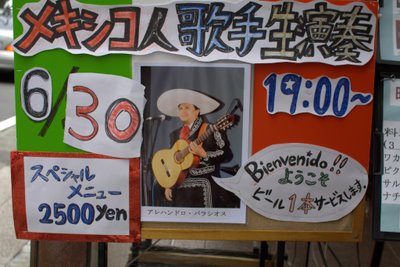 メキシコ人歌手生演奏
6/30
19:00~
スペシャル
メニュー
2500yen
アレハンドロ・パラシオス
Bienvenido!!
ようこそ
ビール1本サービスします。